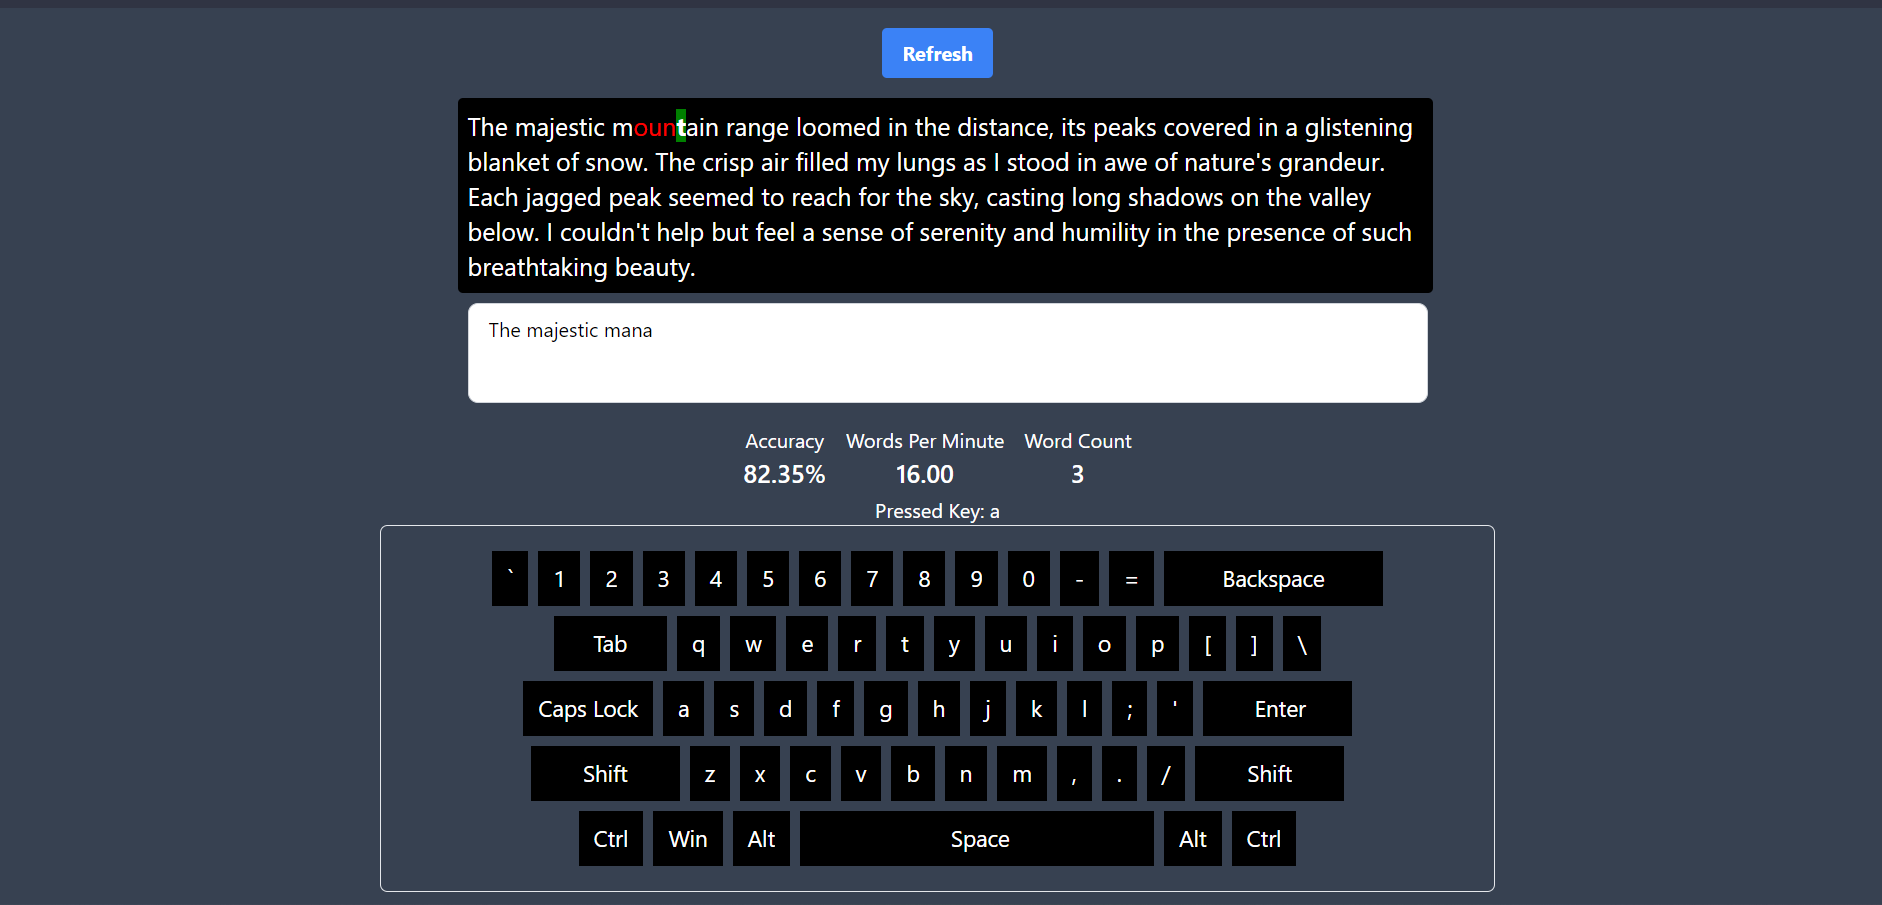 Refresh
The majestic mountain range loomed in the distance, its peaks covered in a glistening
blanket of snow. The crisp air filled my lungs as I stood in awe of nature's grandeur.
Each jagged peak seemed to reach for the sky, casting long shadows on the valley
below. I couldn't help but feel a sense of serenity and humility in the presence of such
breathtaking beauty.
The majestic mana
Accuracy Words Per Minute Word Count
82.35% 16.00 3
Pressed Key: a
` 1 2 3 4 5 6 7 8 9 0 - = Backspace
Tab q w e r t y u i o p [ ] \
Caps Lock a s d f g h j k l ; ' Enter
Shift z x c v b n m , . / Shift
Ctrl Win Alt Space Alt Ctrl